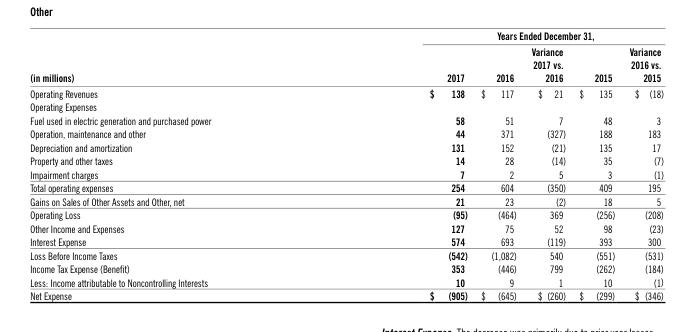 Other
Years Ended December 31,
Variance Variance
2017 vs. 2016 vs.
(in millions) 2017 2016 2016 2015 2015
Operating Revenues $ 138 $ 117 $ 21 $ 135 $ (18)
Operating Expenses
Fuel used in electric generation and purchased power 58 51 7 48 3
Operation, maintenance and other 44 371 (327) 188 183
Depreciation and amortization 131 152 (21) 135 17
Property and other taxes 14 28 (14) 35 (7)
Impairment charges 7 2 5 3 (1)
Total operating expenses 254 604 (350) 409 195
Gains on Sales of Other Assets and Other, net 21 23 (2) 18 5
Operating Loss (95) (464) 369 (256) (208)
Other Income and Expenses 127 75 52 98 (23)
Interest Expense 574 693 (119) 393 300
Loss Before Income Taxes (542) (1,082) 540 (551) (531)
Income Tax Expense (Benefit) 353 (446) 799 (262) (184)
Less: Income attributable to Noncontrolling Interests 10 9 1 10 (1)
Net Expense $ (905) $ (645) $ (260) $ (299) $ (346)